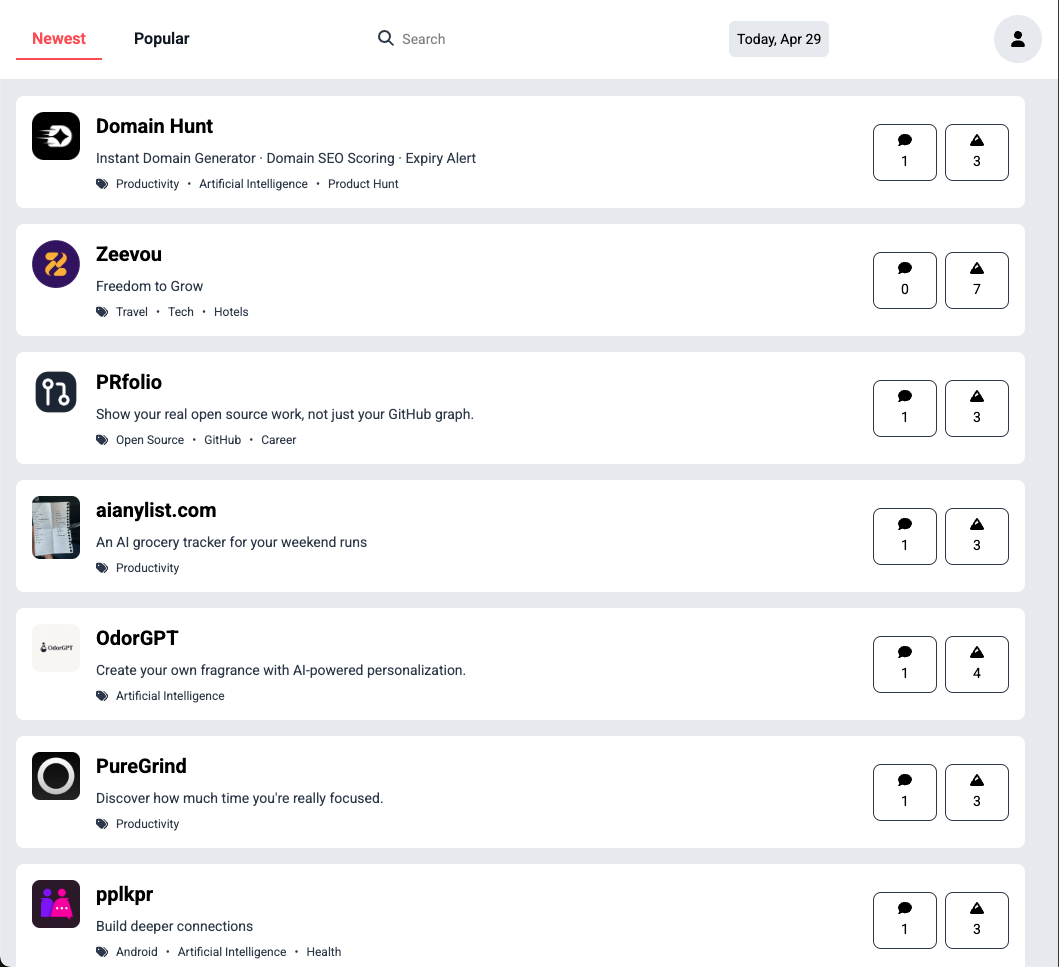 Newest
Popular
Search
Today, Apr 29
Domain Hunt
Instant Domain Generator · Domain SEO Scoring · Expiry Alert
Productivity • Artificial Intelligence • Product Hunt
1
3
Zeevou
Freedom to Grow
Travel • Tech • Hotels
0
7
PRfolio
Show your real open source work, not just your GitHub graph.
Open Source • GitHub • Career
1
3
aianylist.com
An AI grocery tracker for your weekend runs
Productivity
1
3
OdorGPT
OdorGPT
Create your own fragrance with AI-powered personalization.
Artificial Intelligence
1
4
PureGrind
Discover how much time you're really focused.
Productivity
1
3
pplkpr
Build deeper connections
Android • Artificial Intelligence • Health
1
3